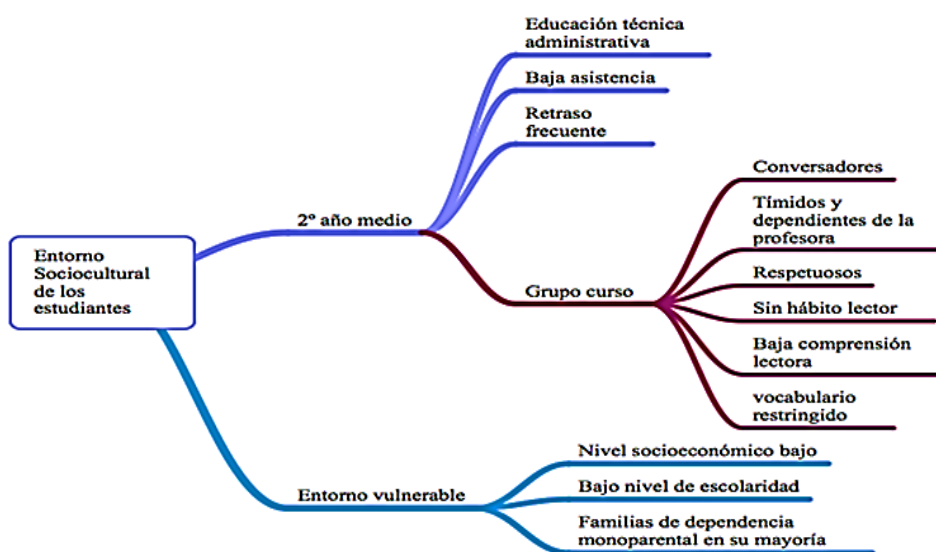 Entorno
Sociocultural
de los
estudiantes
2º año medio
Educación técnica
administrativa
Baja asistencia
Retraso
frecuente
Grupo curso
Conversadores
Tímidos y
dependientes de la
profesora
Respetuosos
Sin hábito lector
Baja comprensión
lectora
vocabulario
restringido
Entorno vulnerable
Nivel socioeconómico bajo
Bajo nivel de escolaridad
Familias de dependencia
monoparental en su mayoría